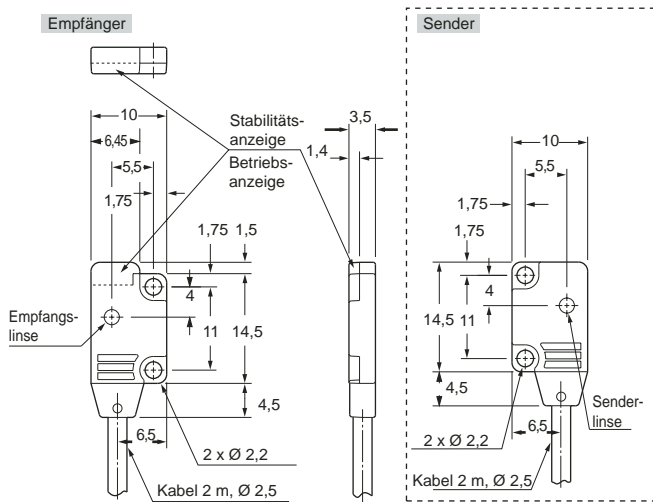 Empfänger
Sender
10
6,45
5,5
1,75
Stabilitäts-
anzeige
Betriebs-
anzeige
3,5
1,4
1,75
1,5
4
11
14,5
4,5
Empfangs-
linse
6,5
2 x Ø 2,2
Kabel 2 m, Ø 2,5
10
5,5
1,75
1,75
4
14,5
11
4,5
Sender-
linse
2 x Ø 2,2
6,5
Kabel 2 m, Ø 2,5